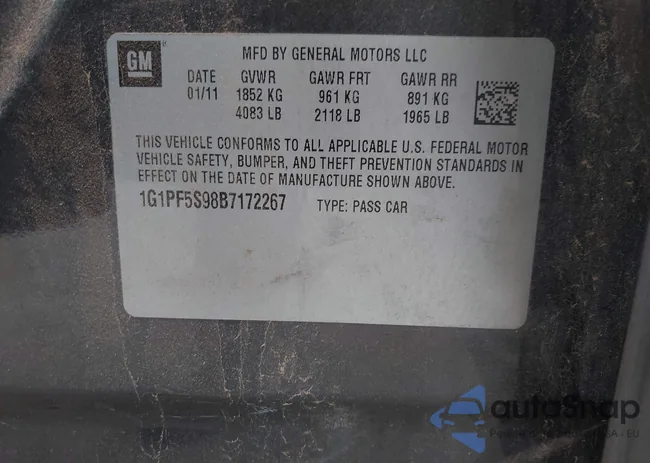 GM
MFD BY GENERAL MOTORS LLC
DATE GVWR GAWR FRT GAWR RR
01/11 1852 KG 961 KG 891 KG
4083 LB 2118 LB 1965 LB
THIS VEHICLE CONFORMS TO ALL APPLICABLE U.S. FEDERAL MOTOR
VEHICLE SAFETY, BUMPER, AND THEFT PREVENTION STANDARDS IN
EFFECT ON THE DATE OF MANUFACTURE SHOWN ABOVE.
1G1PF5S98B7172267 TYPE: PASS CAR
autoSnap